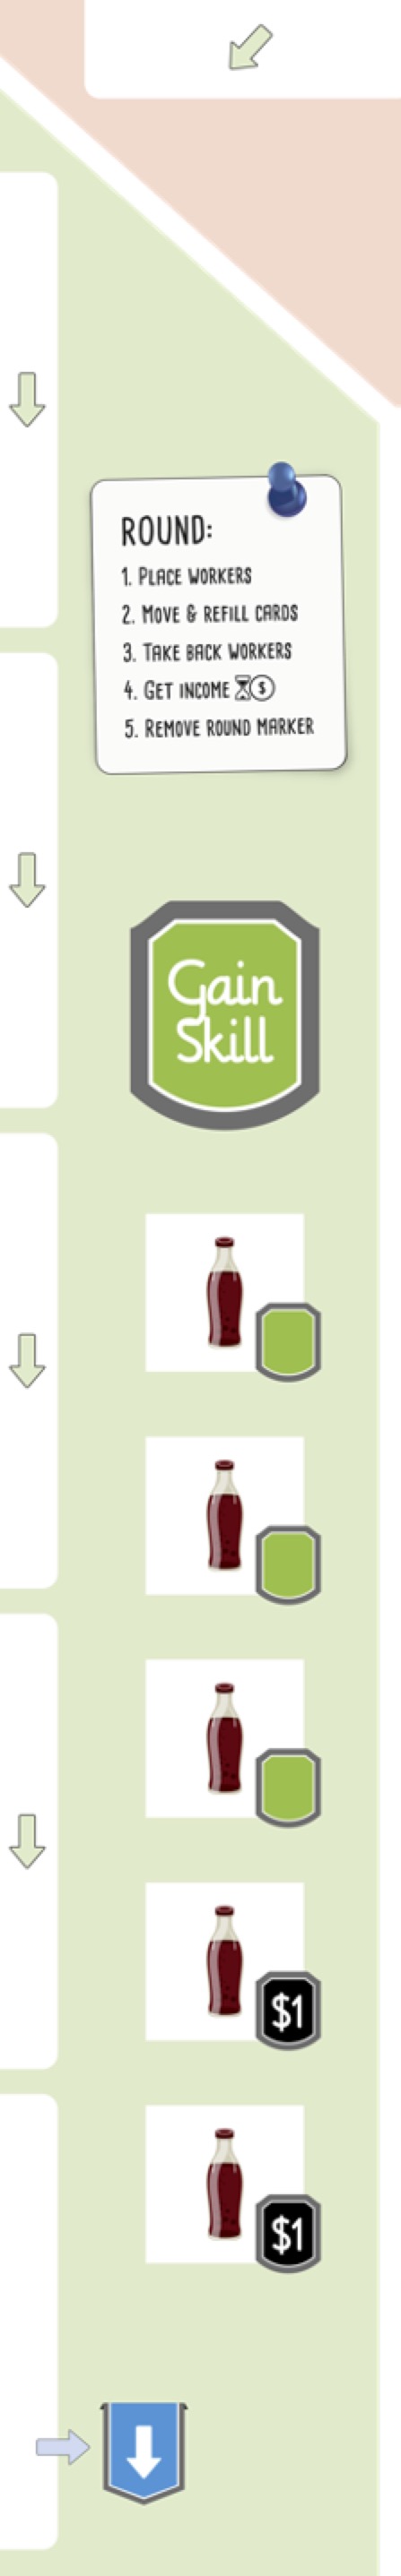 ROUND:
1. PLACE WORKERS
2. MOVE & REFILL CARDS
3. TAKE BACK WORKERS
4. GET INCOME $
5. REMOVE ROUND MARKER
Gain
Skill
$1
$1